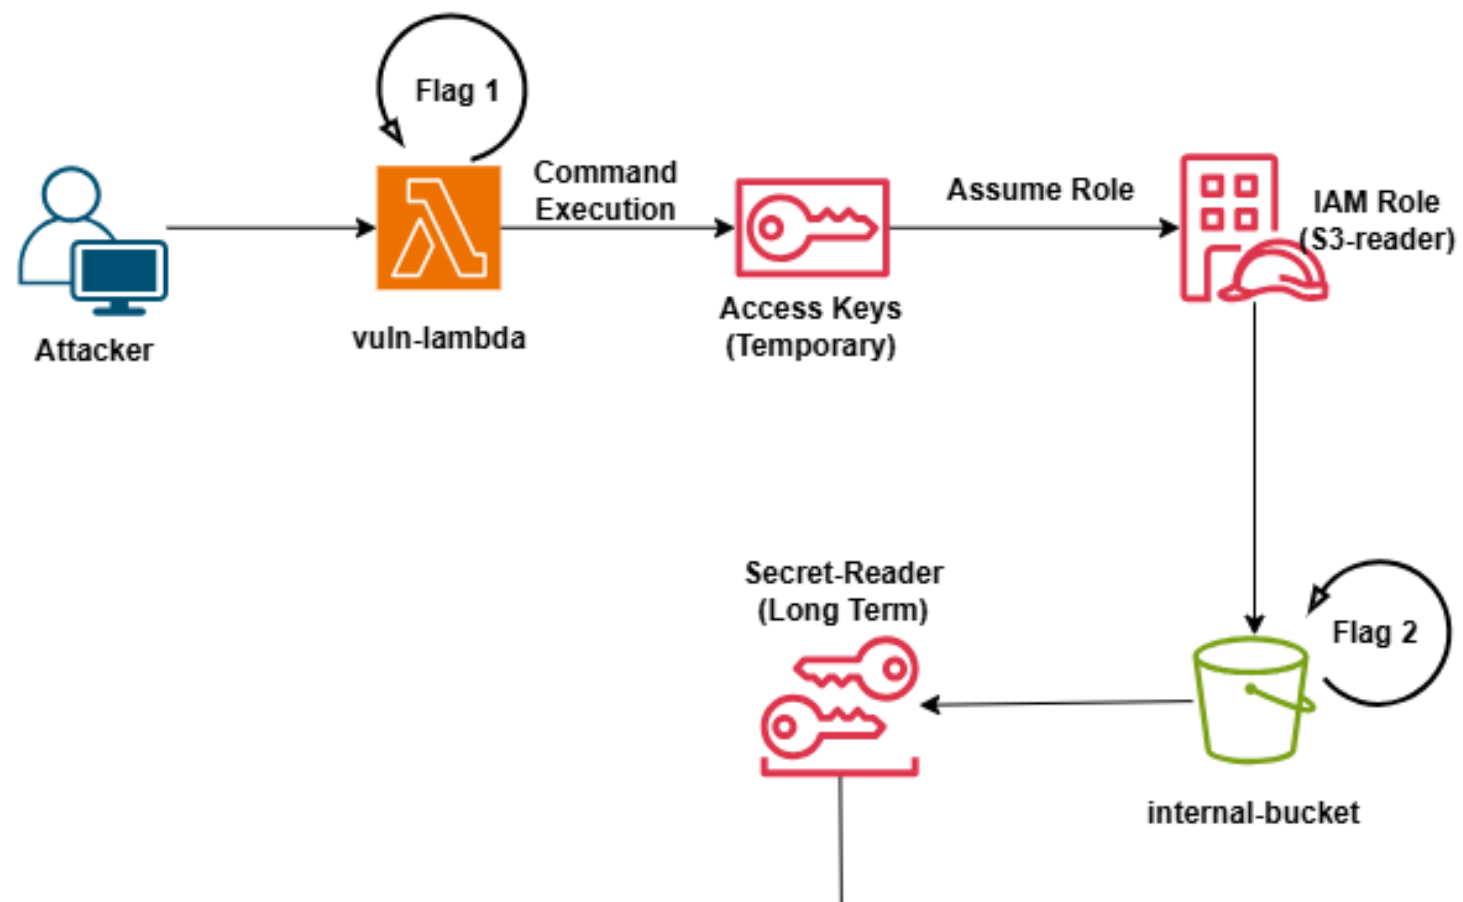 Flag 1
Command
Execution
Assume Role
IAM Role
(S3-reader)
Access Keys
(Temporary)
vuln-lambda
Attacker
Secret-Reader
(Long Term)
Flag 2
internal-bucket